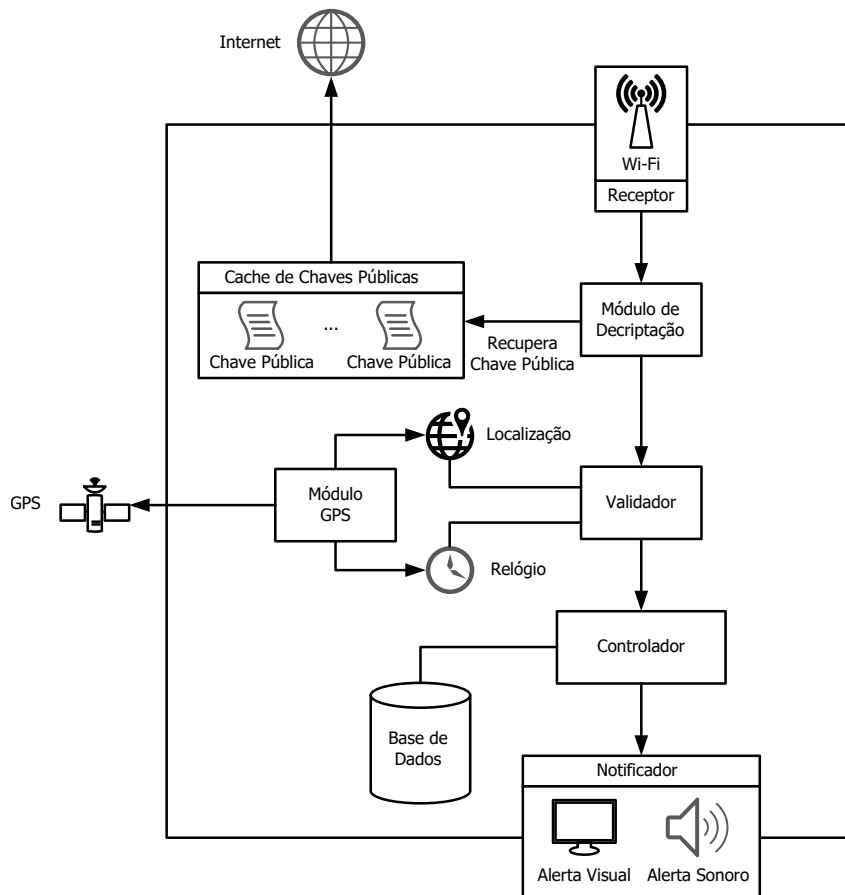 Internet
Wi-Fi
Receptor
Cache de Chaves Públicas
...
Chave Pública
Chave Pública
Recupera
Chave Pública
Módulo de
Decriptação
Localização
GPS
Módulo
GPS
Validador
Relógio
Controlador
Base de
Dados
Notificador
Alerta Visual
Alerta Sonoro